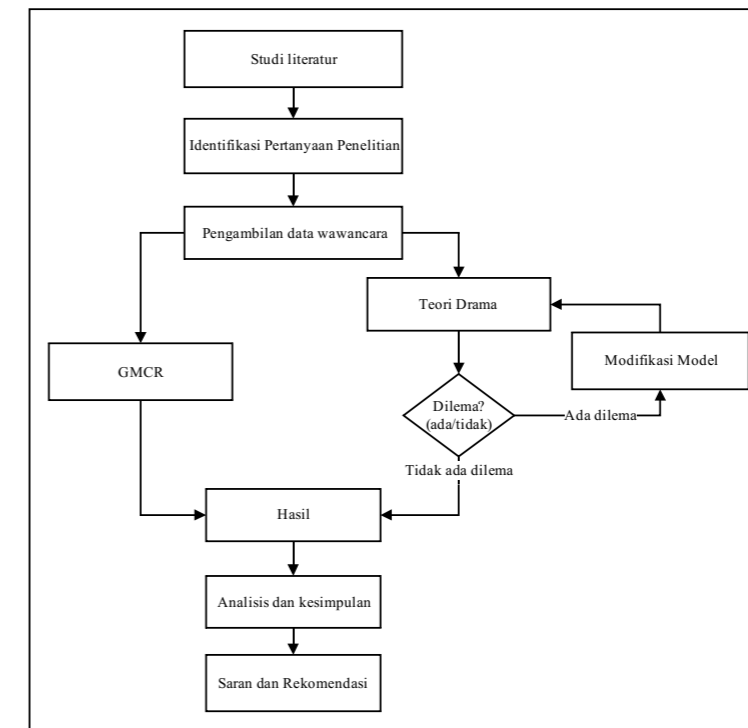 Studi literatur
Identifikasi Pertanyaan Penelitian
Pengambilan data wawancara
Teori Drama
GMCR
Modifikasi Model
Dilema?
(ada/tidak)
Ada dilema
Tidak ada dilema
Hasil
Analisis dan kesimpulan
Saran dan Rekomendasi